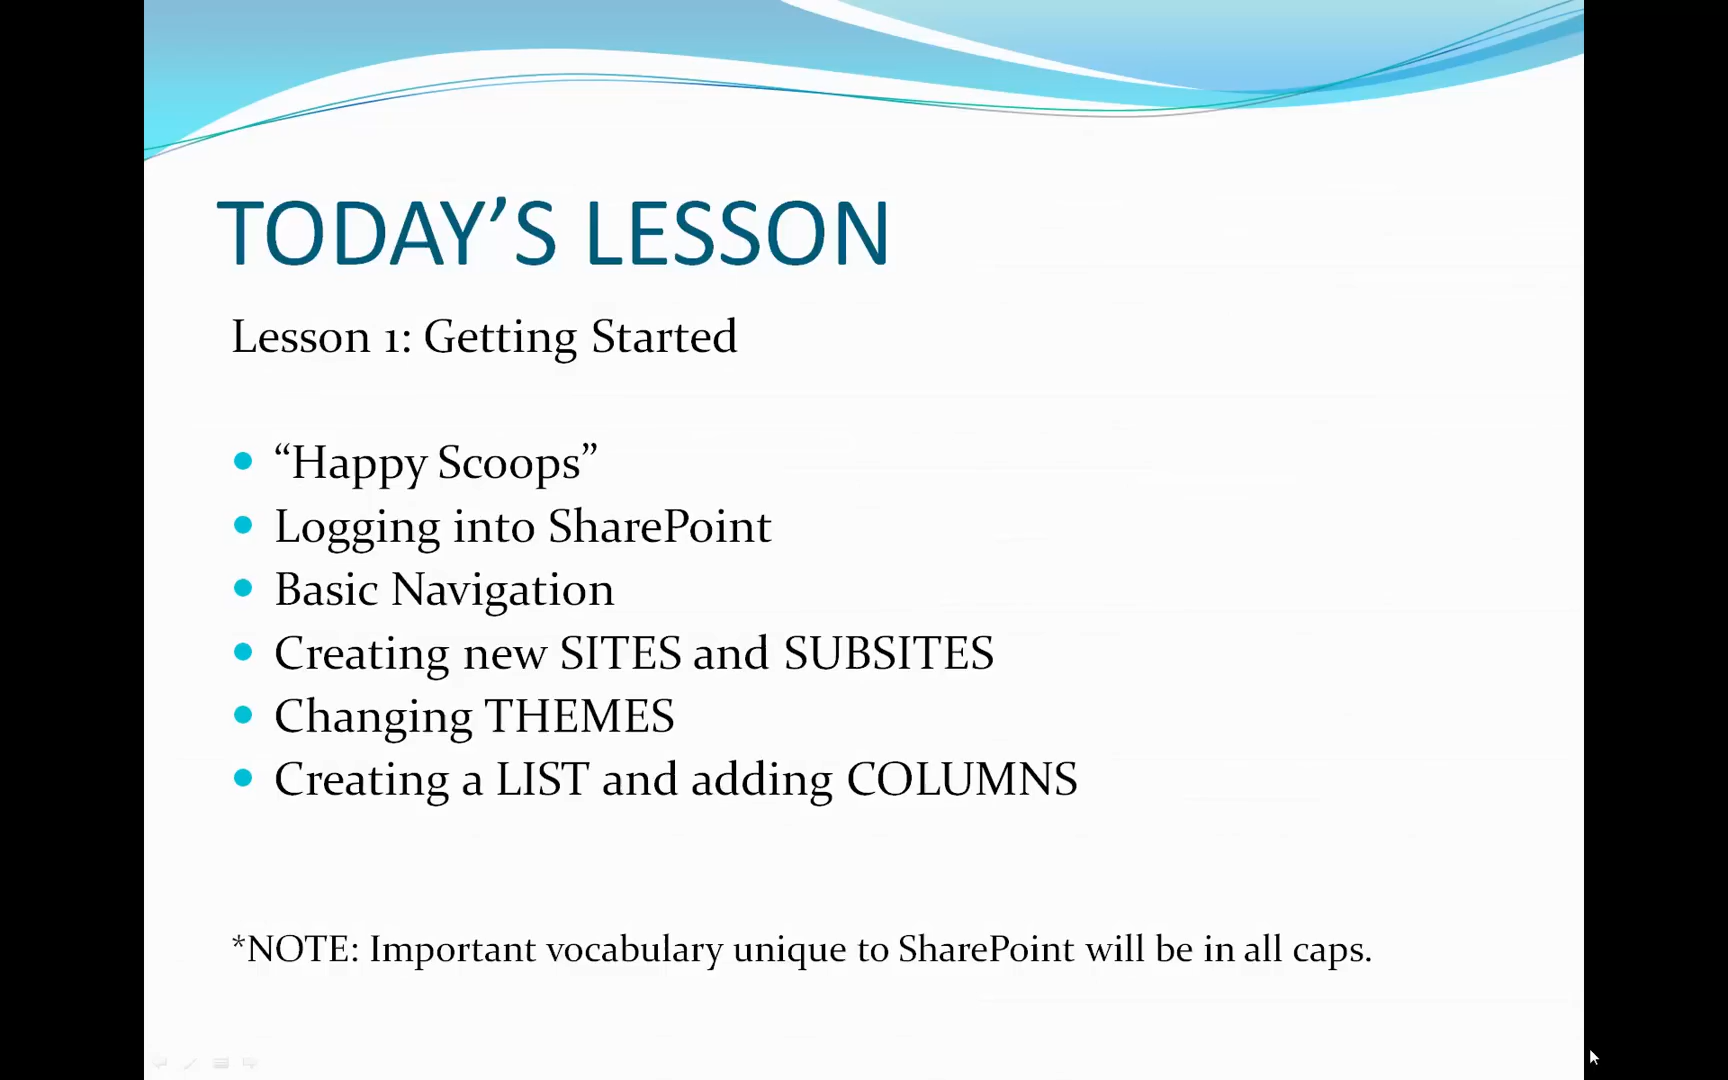 TODAY’S LESSON
Lesson 1: Getting Started
• “Happy Scoops”
• Logging into SharePoint
• Basic Navigation
• Creating new SITES and SUBSITES
• Changing THEMES
• Creating a LIST and adding COLUMNS
*NOTE: Important vocabulary unique to SharePoint will be in all caps.